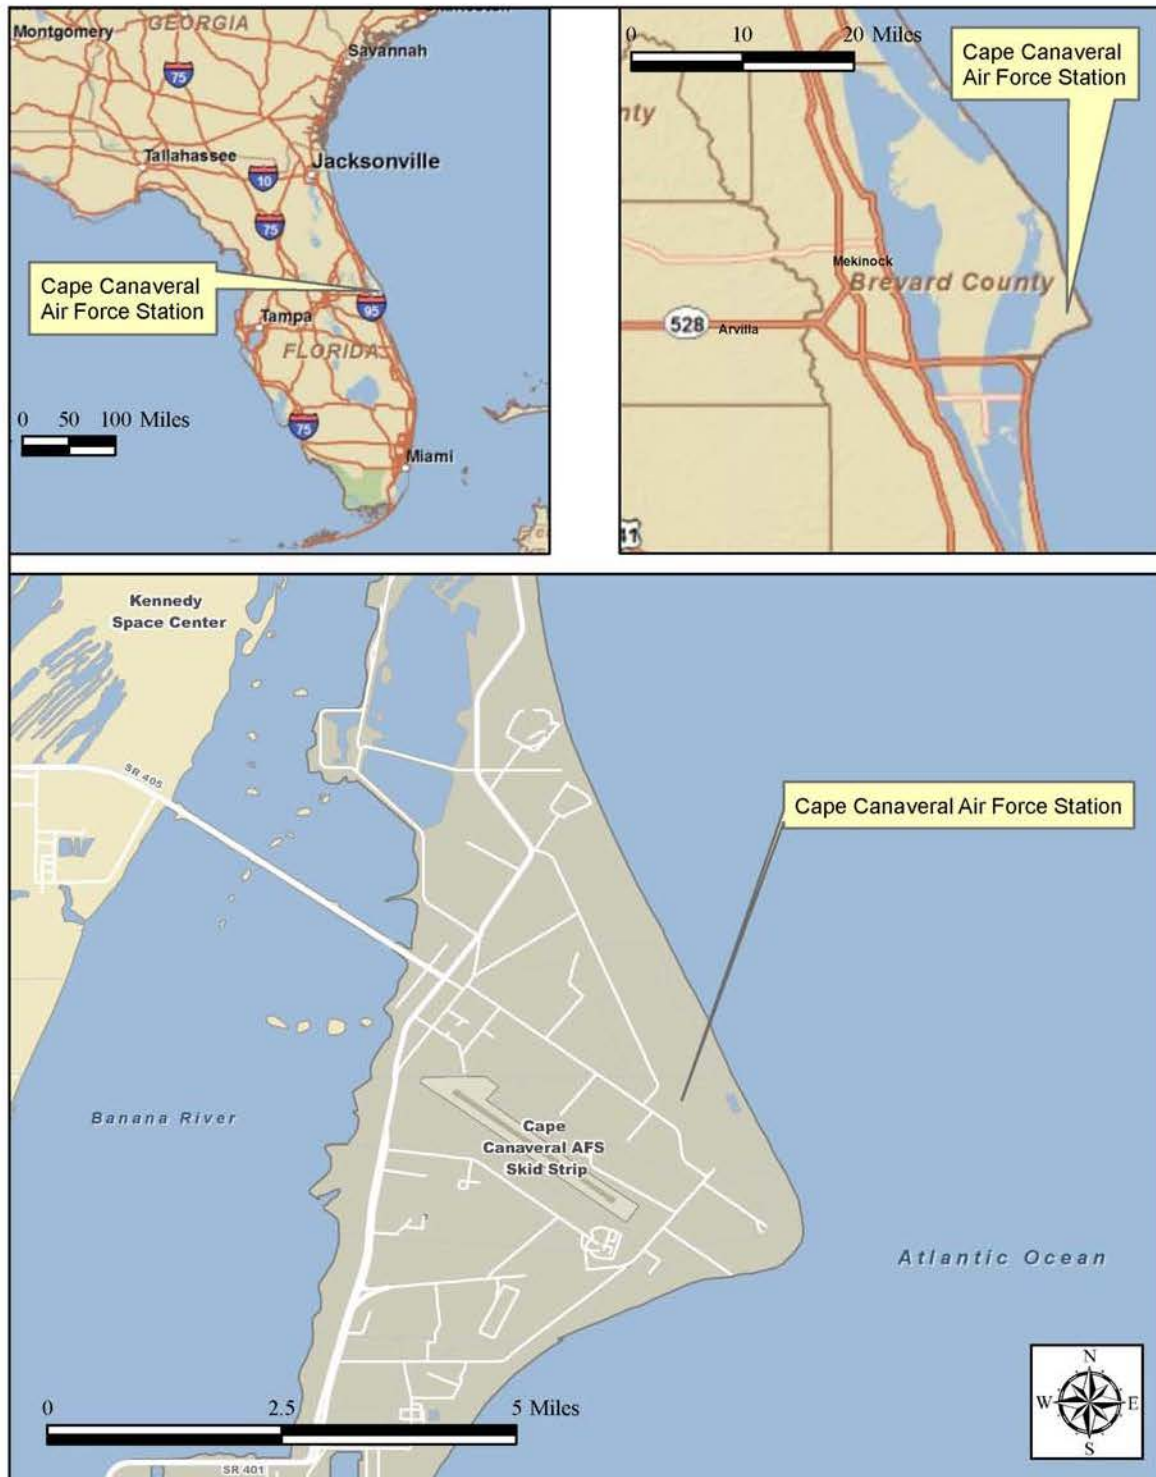 Montgomery
GEORGIA
Savannah
75
Tallahassee
Jacksonville
10
75
Cape Canaveral
Air Force Station
95
Tampa
FLORIDA
0 50 100 Miles
75
Miami
0 10 20 Miles
Cape Canaveral
Air Force Station
nty
Mekinock
Brevard County
528
Arvilla
41
Kennedy
Space Center
SR 405
Cape Canaveral Air Force Station
Banana River
Cape
Canaveral AFS
Skid Strip
Atlantic Ocean
N
W E
S
0 2.5 5 Miles
SR 401